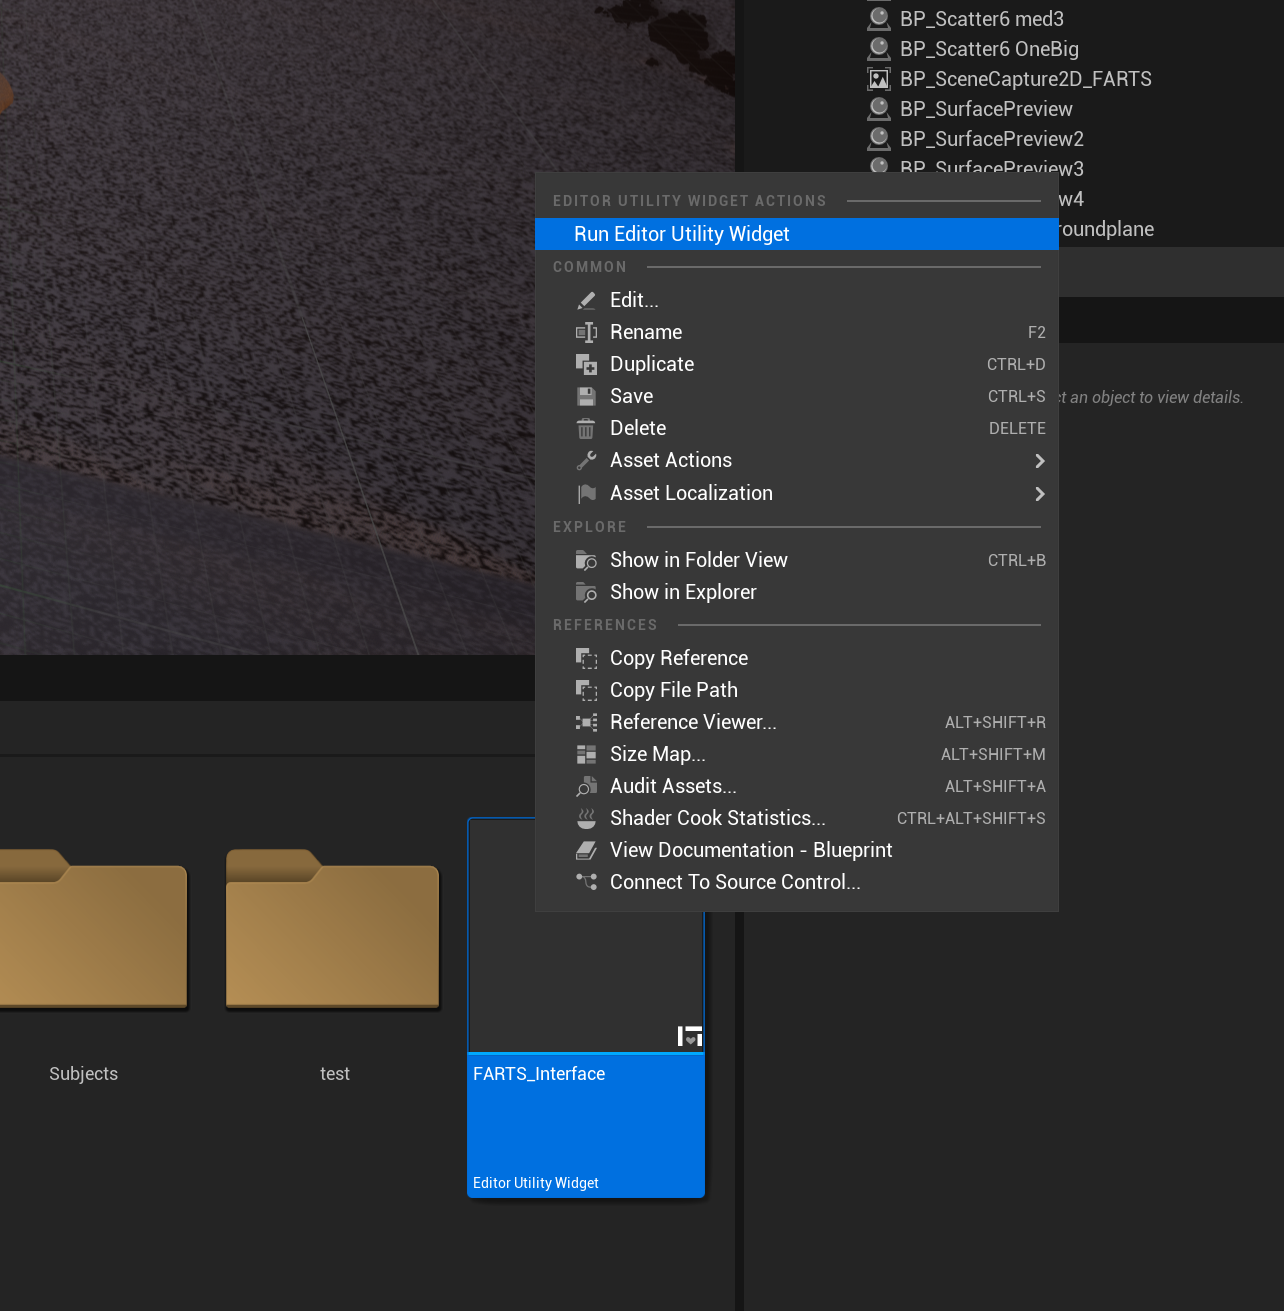 BP_Scatter6 med3
BP_Scatter6 OneBig
BP_SceneCapture2D_FARTS
BP_SurfacePreview
BP_SurfacePreview2
BP_SurfacePreview3
w4
roundplane
EDITOR UTILITY WIDGET ACTIONS
Run Editor Utility Widget
COMMON
Edit...
Rename F2
Duplicate CTRL+D
Save CTRL+S
Delete DELETE
Asset Actions
Asset Localization
EXPLORE
Show in Folder View CTRL+B
Show in Explorer
REFERENCES
Copy Reference
Copy File Path
Reference Viewer... ALT+SHIFT+R
Size Map... ALT+SHIFT+M
Audit Assets... ALT+SHIFT+A
Shader Cook Statistics... CTRL+ALT+SHIFT+S
View Documentation - Blueprint
Connect To Source Control...
ct an object to view details.
Subjects
test
FARTS_Interface
Editor Utility Widget